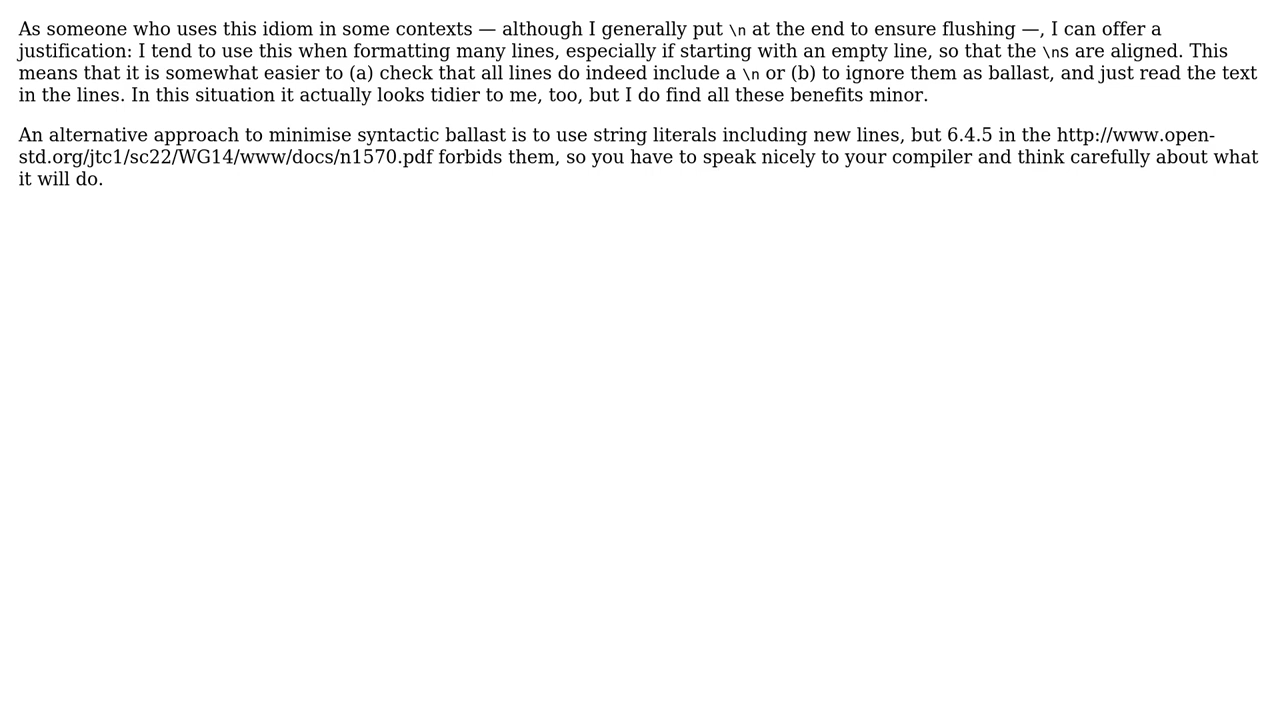 As someone who uses this idiom in some contexts — although I generally put \n at the end to ensure flushing —, I can offer a
justification: I tend to use this when formatting many lines, especially if starting with an empty line, so that the \ns are aligned. This
means that it is somewhat easier to (a) check that all lines do indeed include a \n or (b) to ignore them as ballast, and just read the text
in the lines. In this situation it actually looks tidier to me, too, but I do find all these benefits minor.
An alternative approach to minimise syntactic ballast is to use string literals including new lines, but 6.4.5 in the http://www.open-
std.org/jtc1/sc22/WG14/www/docs/n1570.pdf forbids them, so you have to speak nicely to your compiler and think carefully about what
it will do.